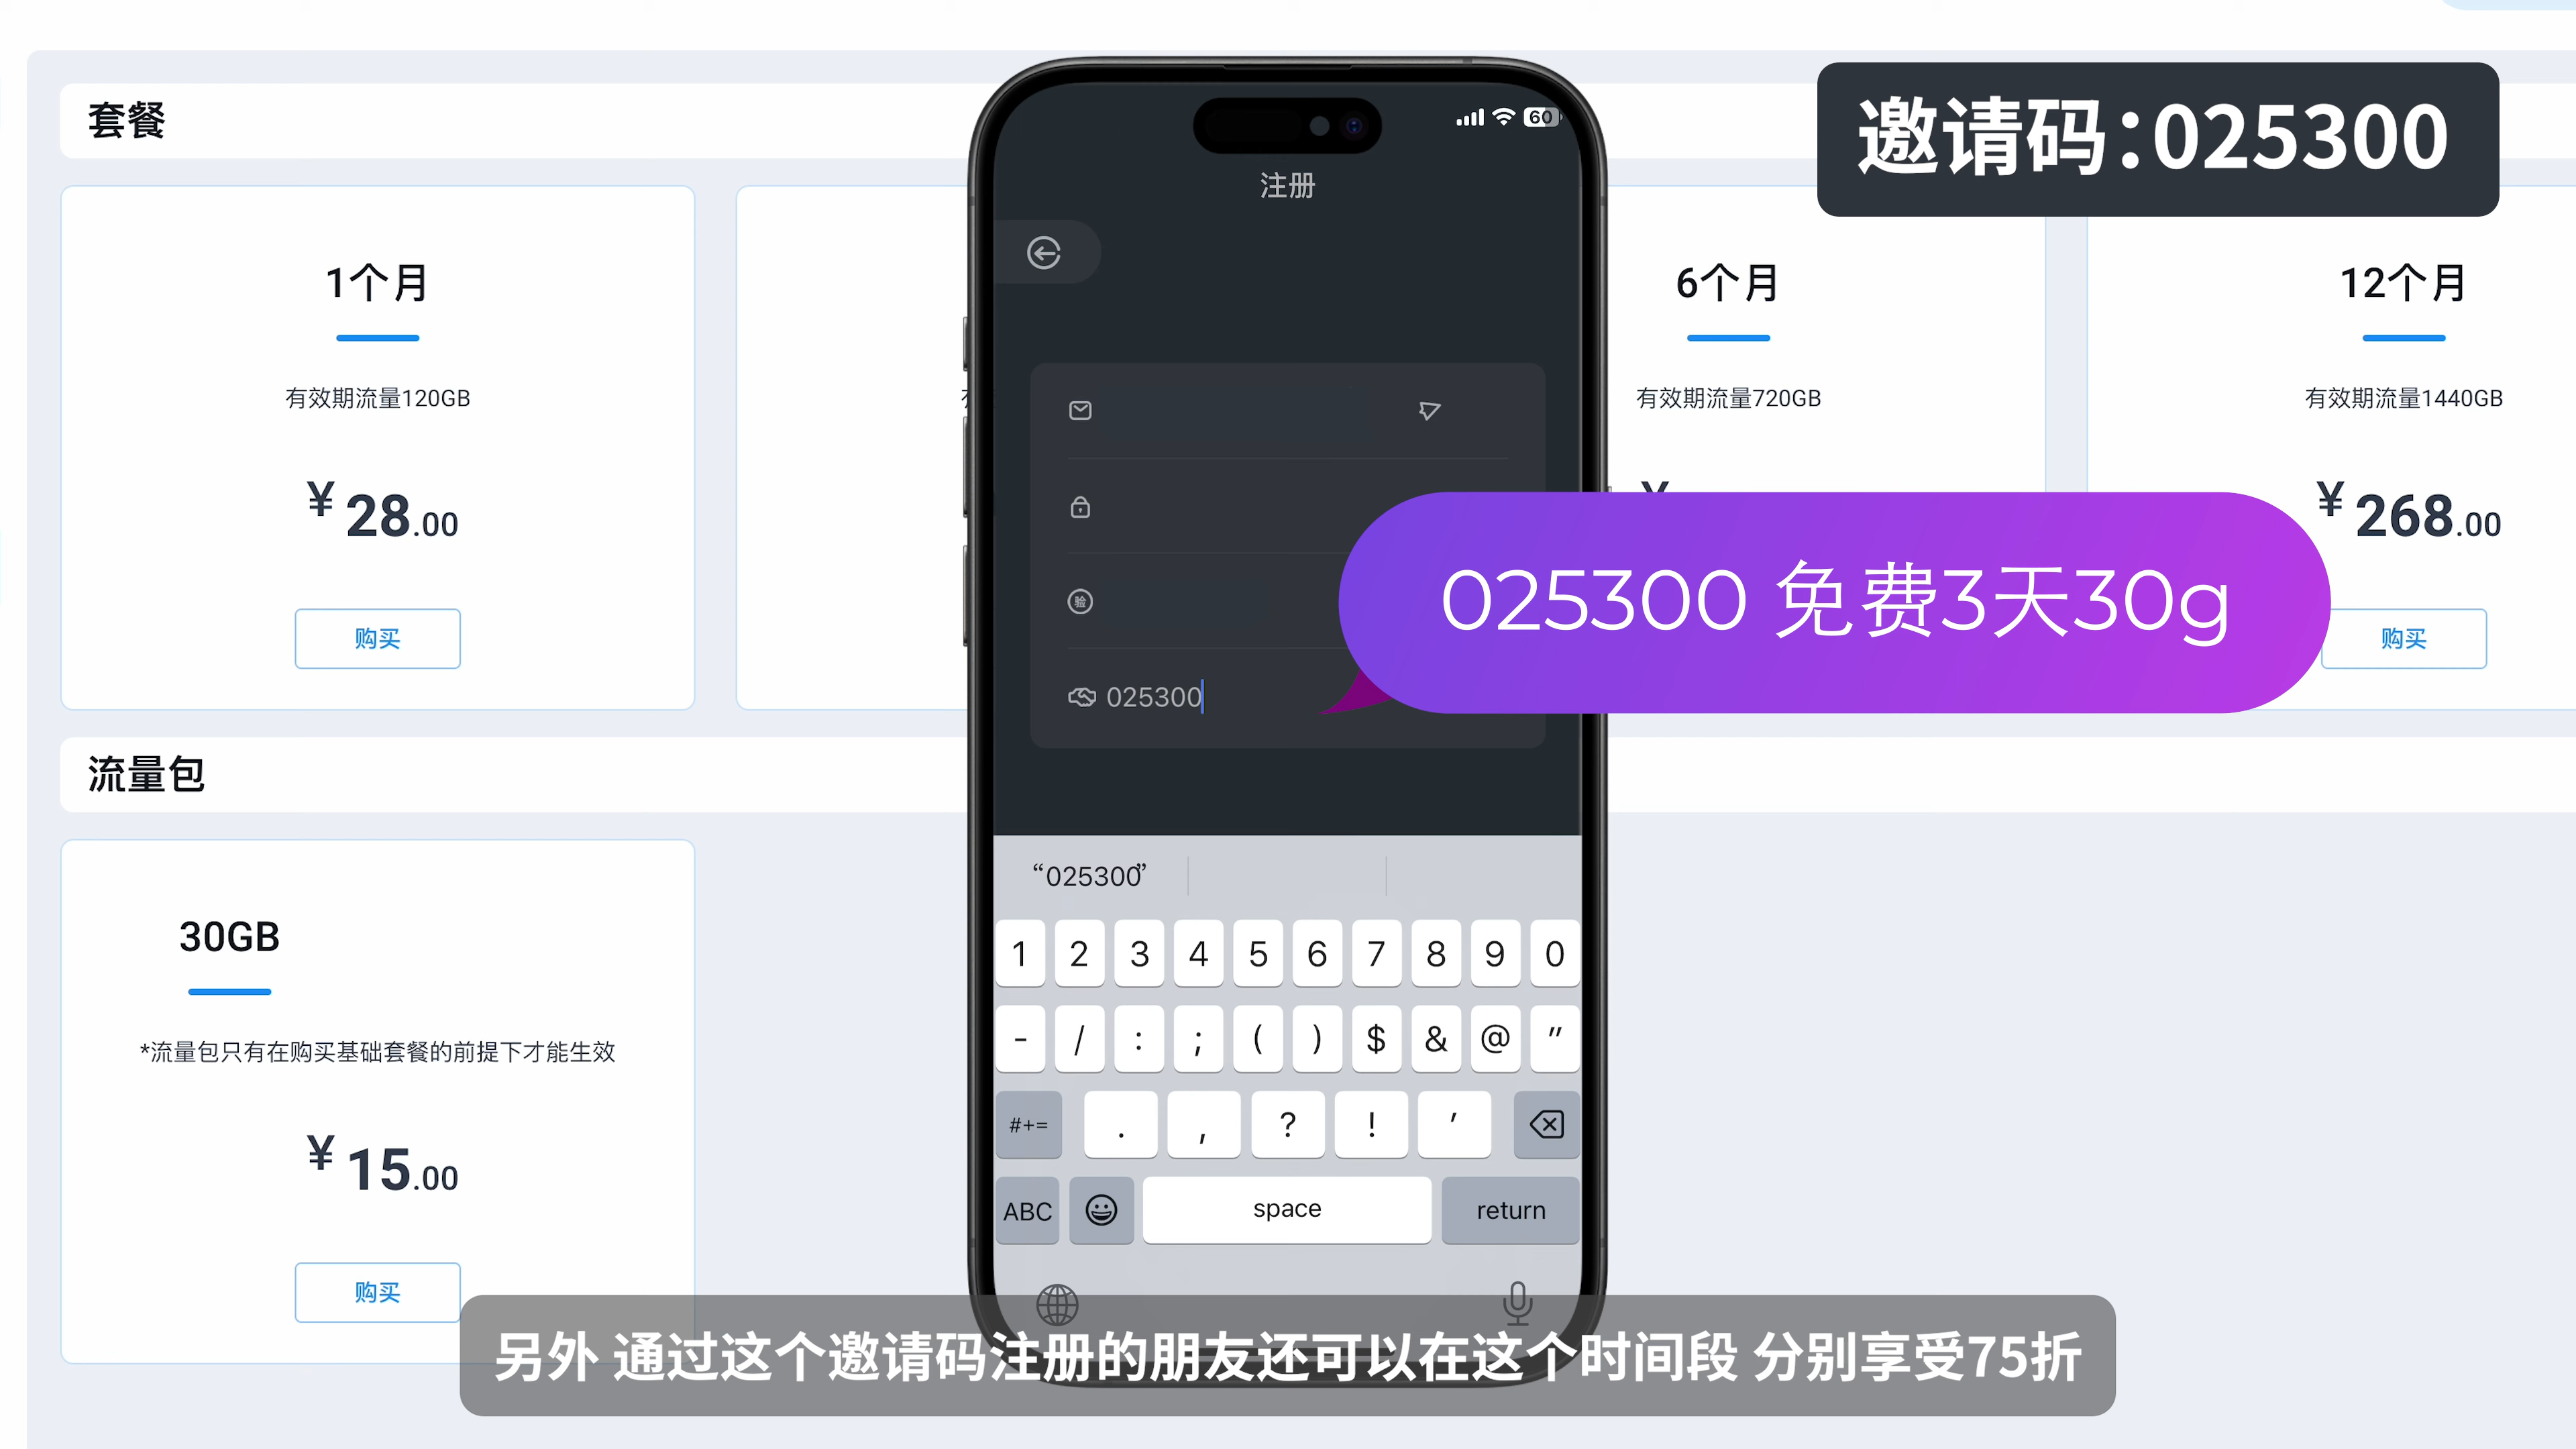 套餐
邀请码:025300
60
注册
1个月
有效期流量120GB
¥28.00
购买
6个月
有效期流量720GB
12个月
有效期流量1440GB
¥268.00
购买
025300 免费3天30g
验
025300
流量包
30GB
*流量包只有在购买基础套餐的前提下才能生效
¥15.00
购买
“025300”
1 2 3 4 5 6 7 8 9 0
- / : ; ( ) $ & @ "
#+= . , ? ! '
ABC space return
另外 通过这个邀请码注册的朋友还可以在这个时间段 分别享受75折